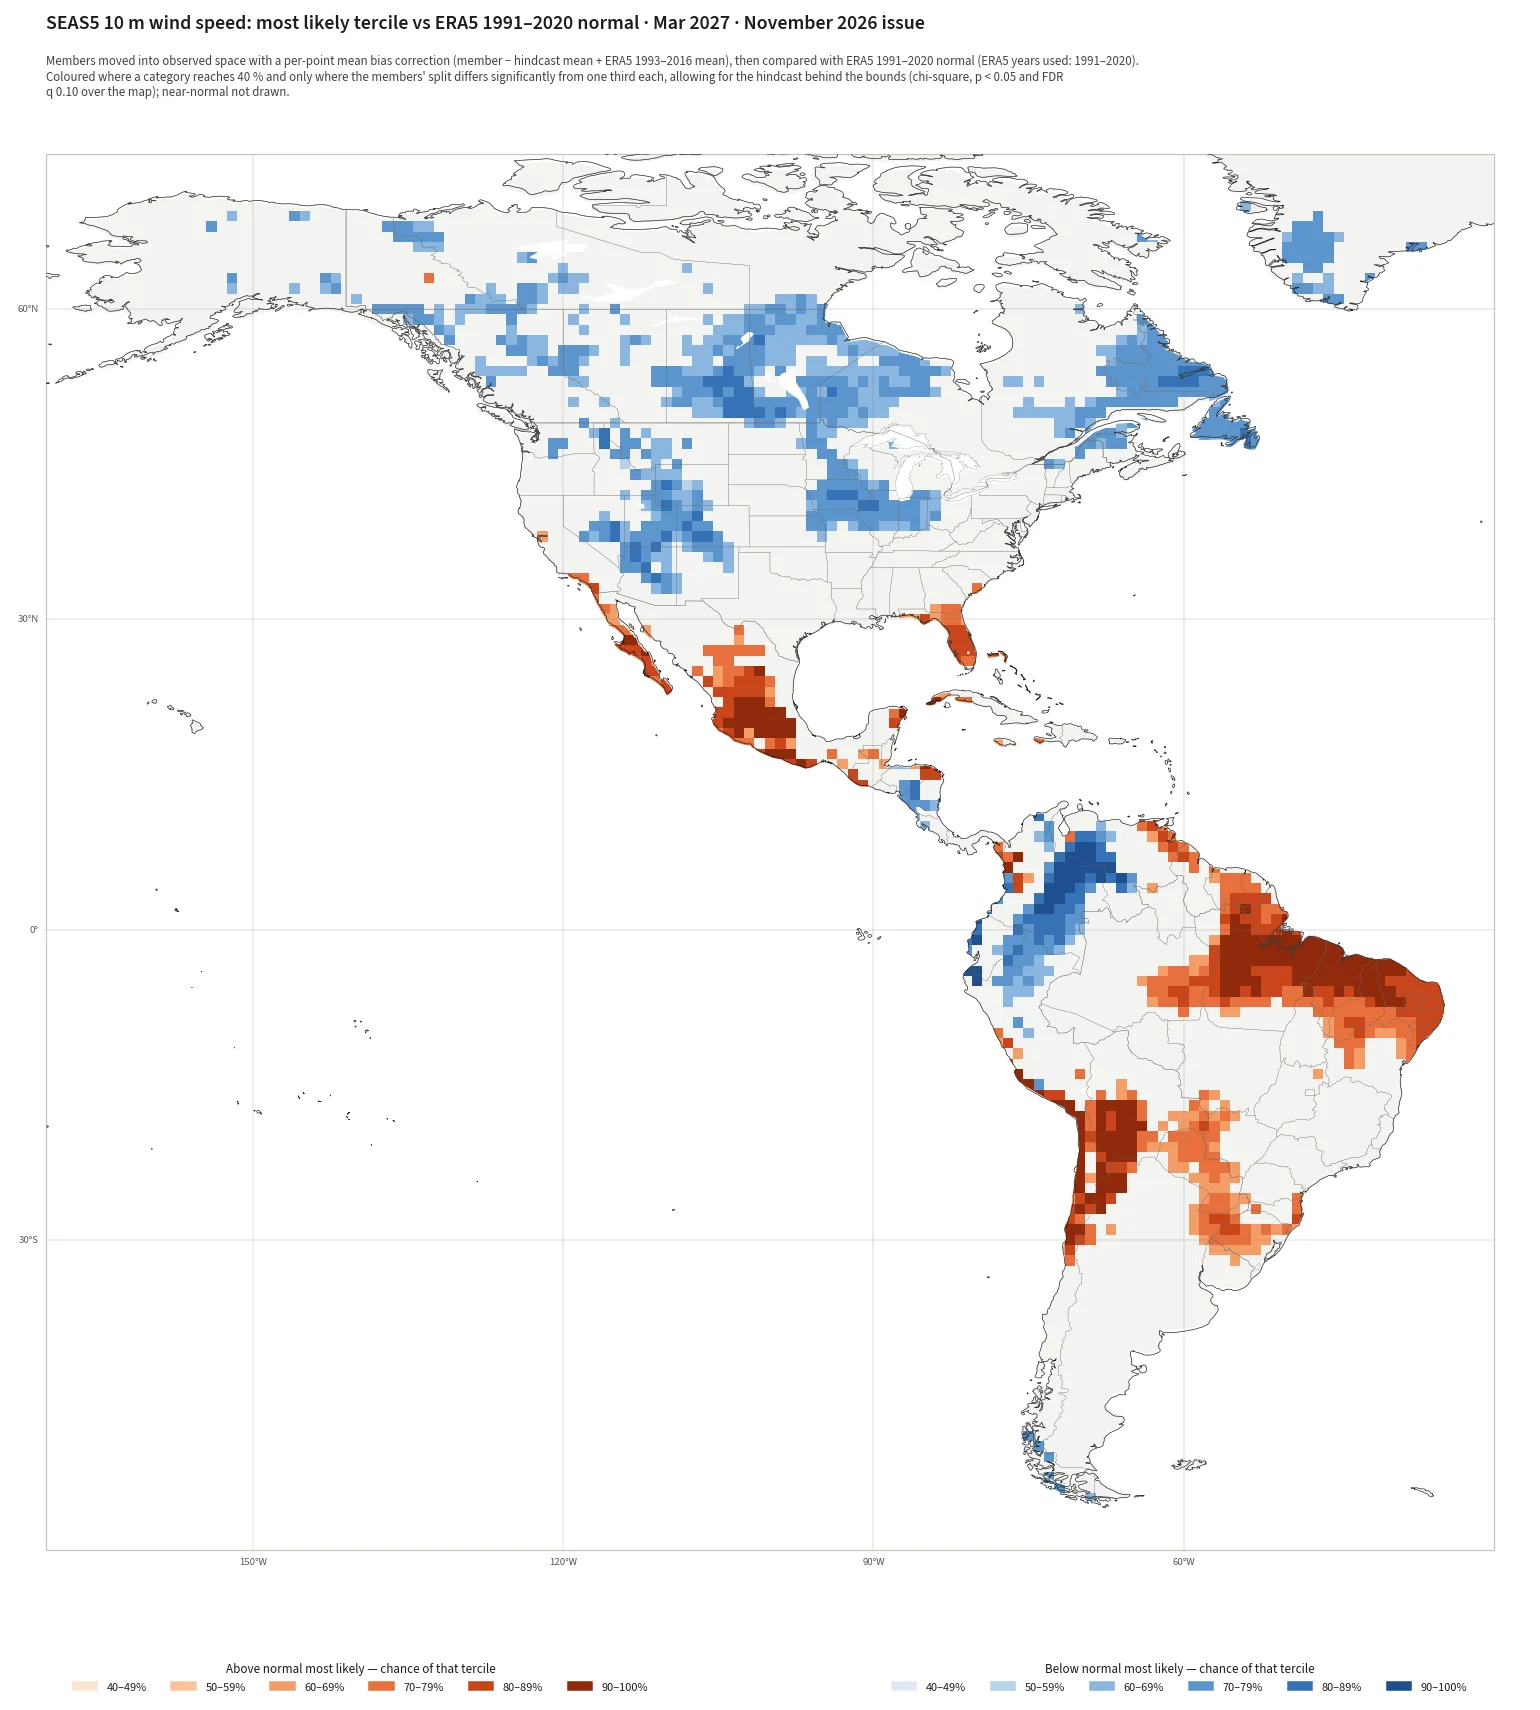 SEAS5 10 m wind speed: most likely tercile vs ERA5 1991–2020 normal · Mar 2027 · November 2026 issue
Members moved into observed space with a per-point mean bias correction (member − hindcast mean + ERA5 1993–2016 mean), then compared with ERA5 1991–2020 normal (ERA5 years used: 1991–2020).
Coloured where a category reaches 40 % and only where the members' split differs significantly from one third each, allowing for the hindcast behind the bounds (chi-square, p < 0.05 and FDR
q 0.10 over the map); near-normal not drawn.
60°N
30°N
0°
30°S
150°W 120°W 90°W 60°W
Above normal most likely — chance of that tercile
40–49% 50–59% 60–69% 70–79% 80–89% 90–100%
Below normal most likely — chance of that tercile
40–49% 50–59% 60–69% 70–79% 80–89% 90–100%